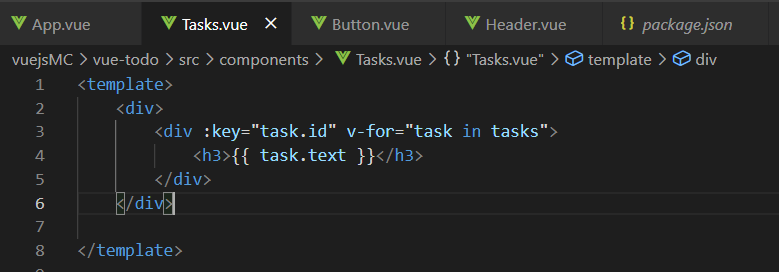 App.vue Tasks.vue Button.vue Header.vue {} package.json
vuejsMC > vue-todo > src > components > Tasks.vue > {} "Tasks.vue" > template > div
1 <template>
2 <div>
3 <div :key="task.id" v-for="task in tasks">
4 <h3>{{ task.text }}</h3>
5 </div>
6 </div>
7
8 </template>